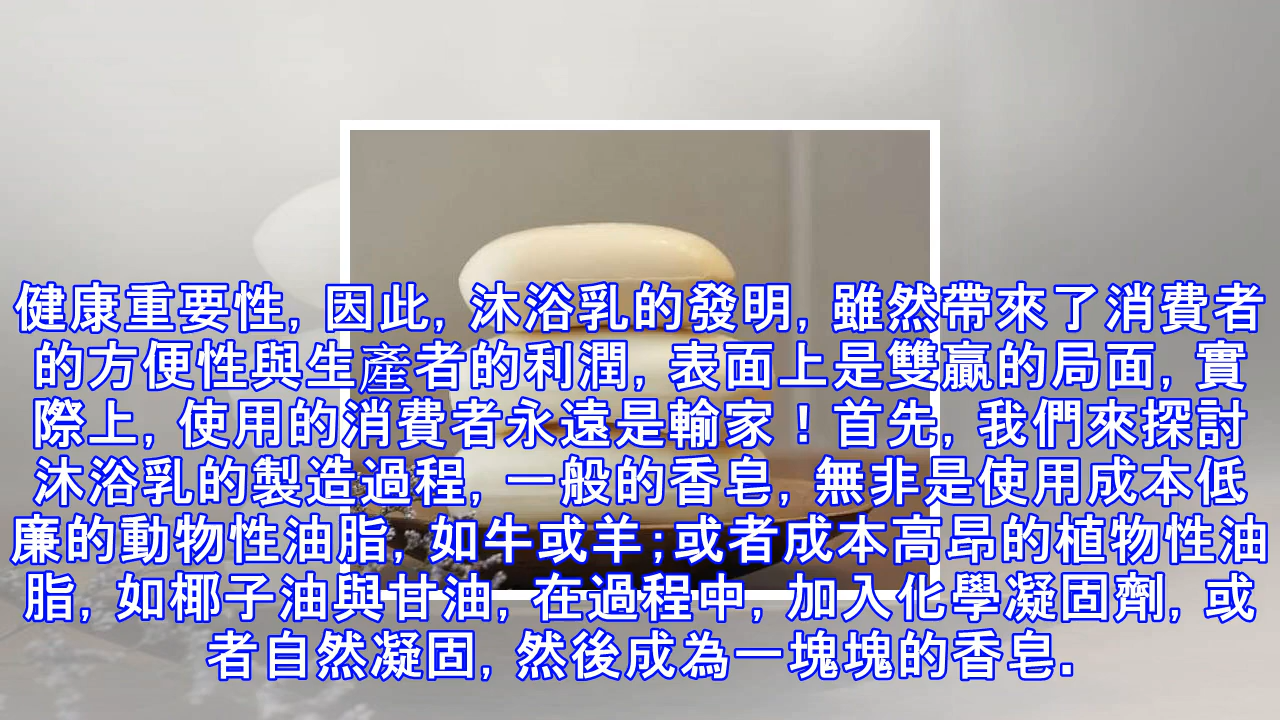 健康重要性, 因此, 沐浴乳的發明, 雖然帶來了消費者
的方便性與生產者的利潤, 表面上是雙贏的局面, 實
際上, 使用的消費者永遠是輸家！首先, 我們來探討
沐浴乳的製造過程, 一般的香皂, 無非是使用成本低
廉的動物性油脂, 如牛或羊;或者成本高昂的植物性油
脂, 如椰子油與甘油, 在過程中, 加入化學凝固劑, 或
者自然凝固, 然後成為一塊塊的香皂.